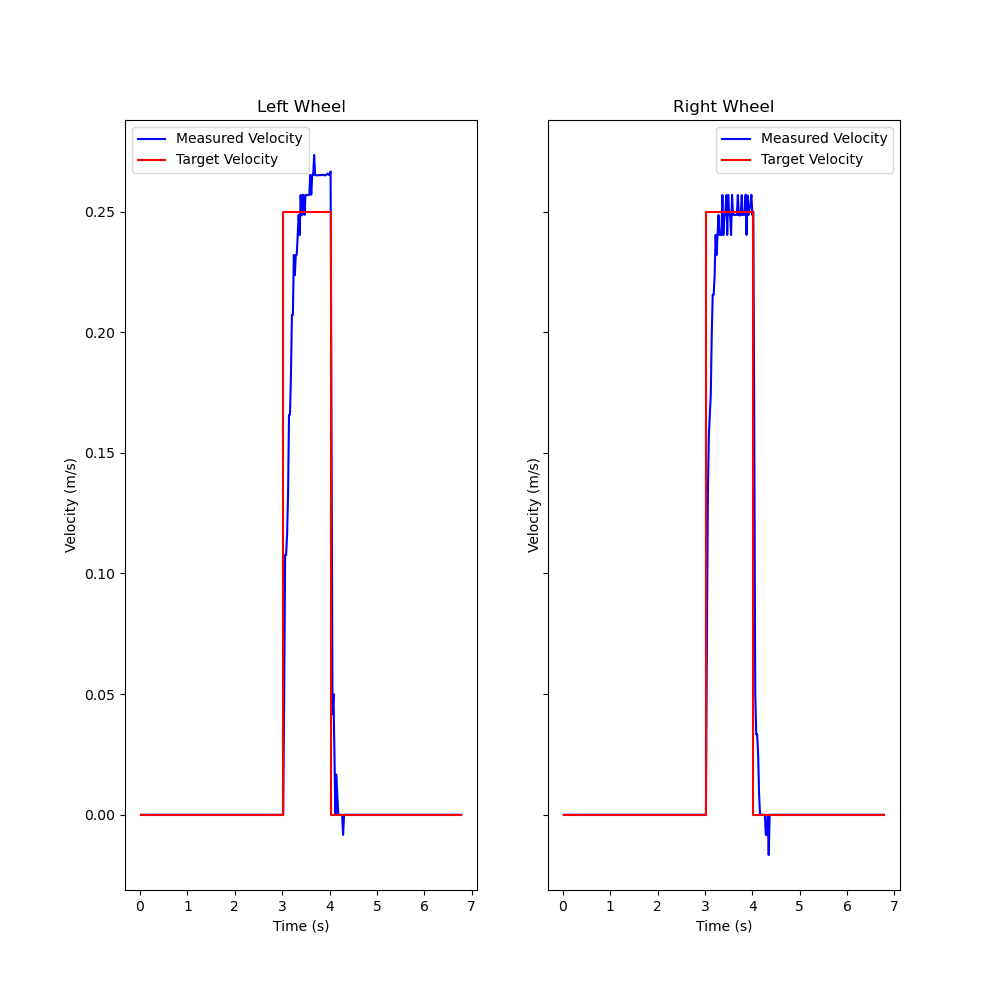 Left Wheel
Measured Velocity
Target Velocity
0.25
0.20
0.15
0.10
0.05
0.00
Velocity (m/s)
0 1 2 3 4 5 6 7
Time (s)
Right Wheel
Measured Velocity
Target Velocity
Velocity (m/s)
0 1 2 3 4 5 6 7
Time (s)